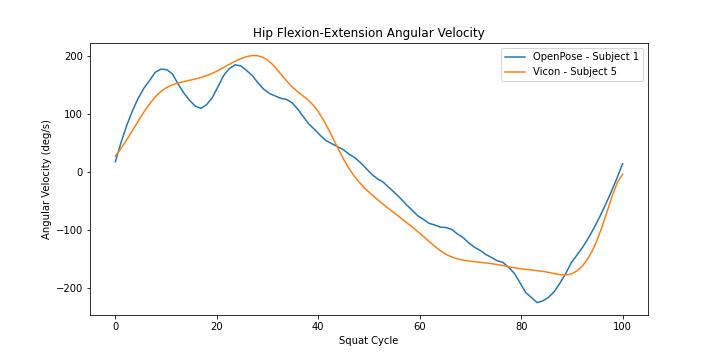 Hip Flexion-Extension Angular Velocity
OpenPose - Subject 1
Vicon - Subject 5
Angular Velocity (deg/s)
200
100
0
−100
−200
0 20 40 60 80 100
Squat Cycle